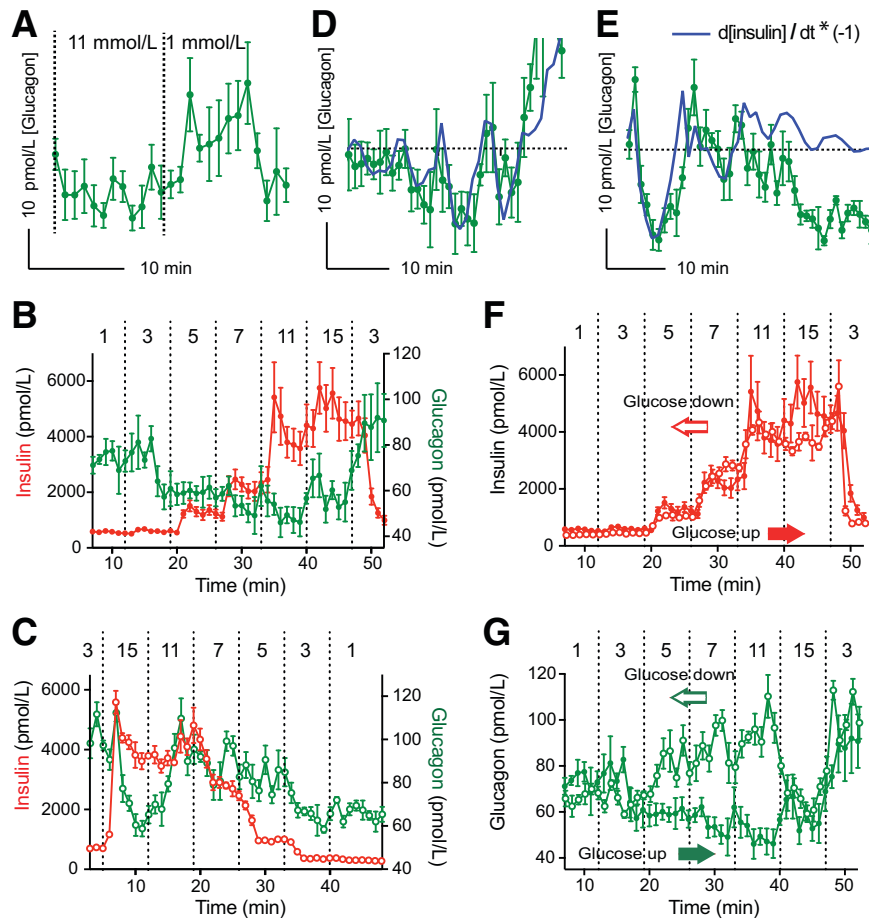 A
11 mmol/L
1 mmol/L
10 pmol/L [Glucagon]
10 min
D
10 pmol/L [Glucagon]
10 min
E
d[insulin] / dt * (-1)
10 pmol/L [Glucagon]
10 min
B
1 3 5 7 11 15 3
Insulin (pmol/L)
6000
4000
2000
0
120
100
80
60
40
Glucagon (pmol/L)
10 20 30 40 50
Time (min)
F
1 3 5 7 11 15 3
Insulin (pmol/L)
6000
4000
2000
0
Glucose down
Glucose up
10 20 30 40 50
Time (min)
C
3 15 11 7 5 3 1
Insulin (pmol/L)
6000
4000
2000
0
120
100
80
60
40
Glucagon (pmol/L)
10 20 30 40
Time (min)
G
1 3 5 7 11 15 3
Glucagon (pmol/L)
120
100
80
60
40
Glucose down
Glucose up
10 20 30 40 50
Time (min)